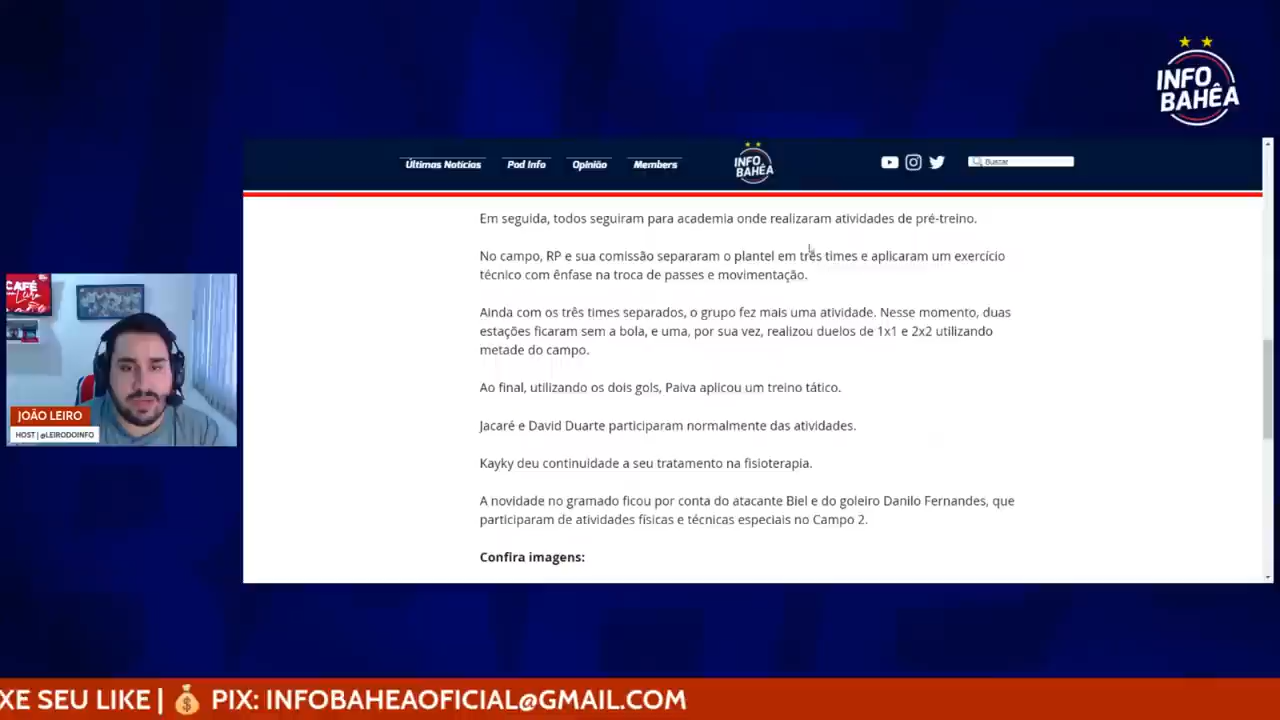 INFO
BAHÊA
Últimas Notícias Pod Info Opinião Members
INFO
BAHÊA
Buscar
Em seguida, todos seguiram para academia onde realizaram atividades de pré-treino.
No campo, RP e sua comissão separaram o plantel em três times e aplicaram um exercício
técnico com ênfase na troca de passes e movimentação.
Ainda com os três times separados, o grupo fez mais uma atividade. Nesse momento, duas
estações ficaram sem a bola, e uma, por sua vez, realizou duelos de 1x1 e 2x2 utilizando
metade do campo.
Ao final, utilizando os dois gols, Paiva aplicou um treino tático.
Jacaré e David Duarte participaram normalmente das atividades.
Kayky deu continuidade a seu tratamento na fisioterapia.
A novidade no gramado ficou por conta do atacante Biel e do goleiro Danilo Fernandes, que
participaram de atividades físicas e técnicas especiais no Campo 2.
Confira imagens:
CAFÉ
Leiro
JOÃO LEIRO
HOST | @LEIRODOINFO
XE SEU LIKE | 💰 PIX: INFOBAHEAOFICIAL@GMAIL.COM